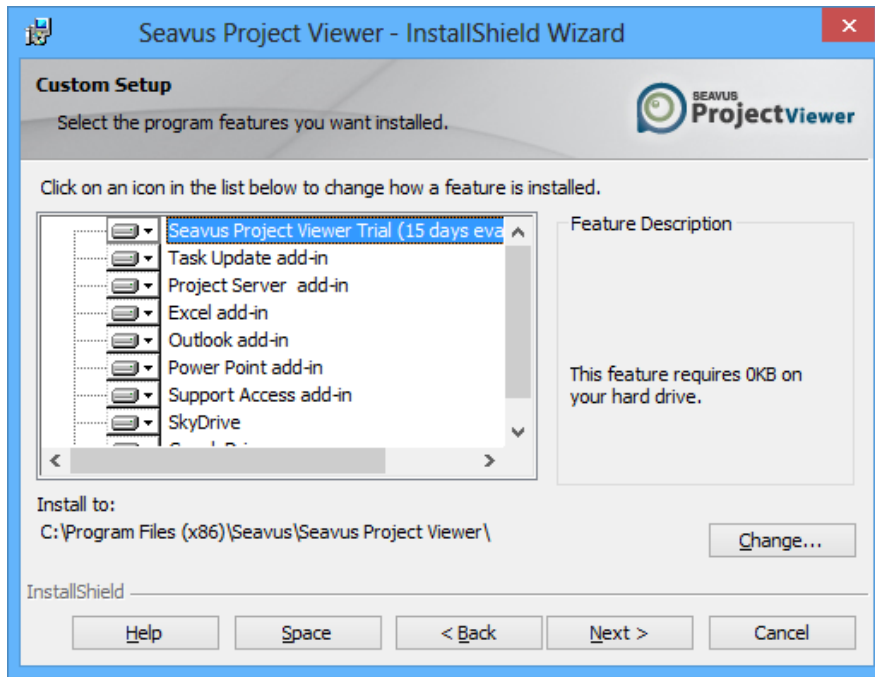 Seavus Project Viewer - InstallShield Wizard
Custom Setup
Select the program features you want installed.
SEAVUS
ProjectViewer
Click on an icon in the list below to change how a feature is installed.
Seavus Project Viewer Trial (15 days eva
Task Update add-in
Project Server add-in
Excel add-in
Outlook add-in
Power Point add-in
Support Access add-in
SkyDrive
Feature Description
This feature requires 0KB on
your hard drive.
Install to:
C:\Program Files (x86)\Seavus\Seavus Project Viewer\
Change...
InstallShield
Help
Space
< Back
Next >
Cancel